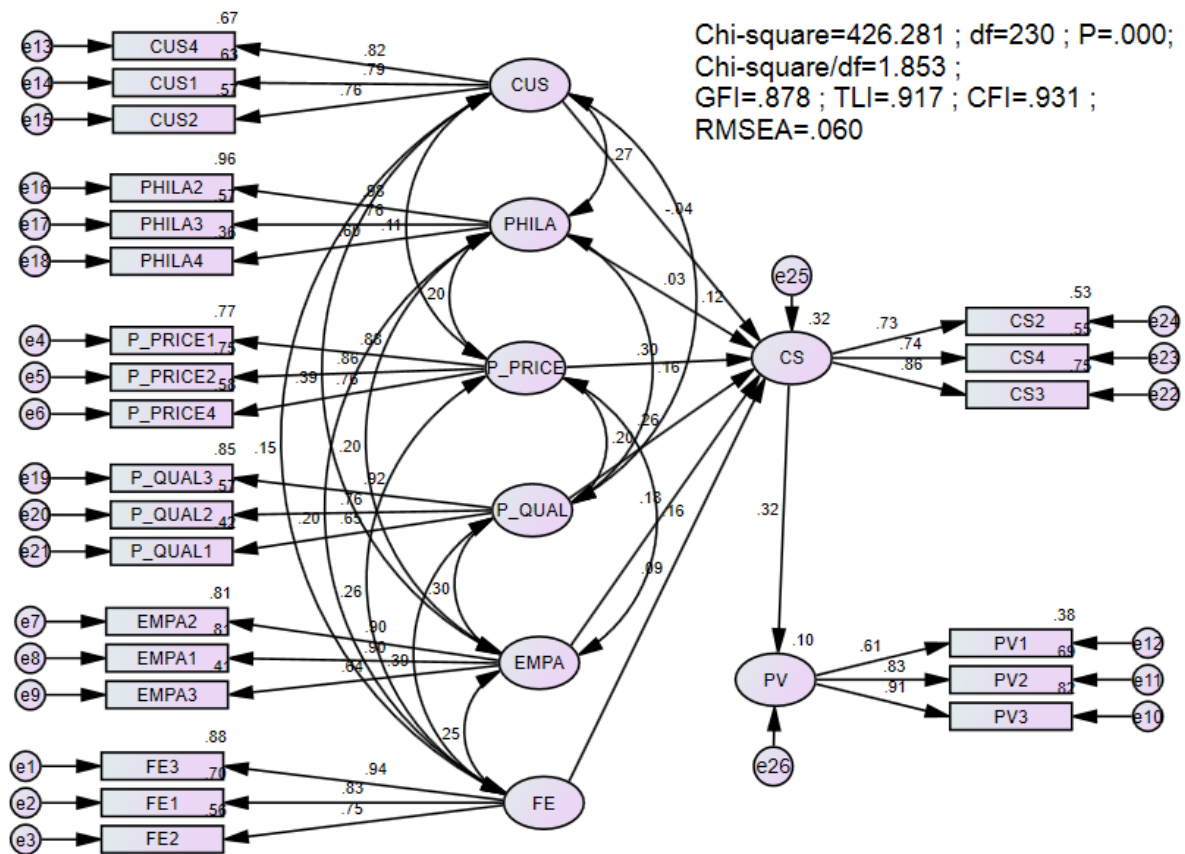 Chi-square=426.281 ; df=230 ; P=.000;
Chi-square/df=1.853 ;
GFI=.878 ; TLI=.917 ; CFI=.931 ;
RMSEA=.060
.67
e13 CUS4 .82
.63
e14 CUS1 .79 CUS
.57
e15 CUS2 .76
.27
.96
e16 PHILA2 .98
.57
e17 PHILA3 .76 PHILA
.36
e18 PHILA4 .60 .11
-.04
.03
.12
.20
e25
.32
CS
.77
e4 P_PRICE1 .88
.75
e5 P_PRICE2 .86 P_PRICE .30
.58
e6 P_PRICE4 .39 .76 .16
.53
.73 CS2 e24
.55
.74 CS4 e23
.75
.86 CS3 e22
.26
.20
.15
.20
.85
e19 P_QUAL3 .92
.57
e20 P_QUAL2 .76 P_QUAL
.42
e21 P_QUAL1 .20 .65
.18
.16
.32
.09
.30
.26
.81
e7 EMPA2 .90
.81
e8 EMPA1 .90 EMPA
.41
e9 EMPA3 .64 .39
.10
PV
e26
.38
.61 PV1 e12
.69
.83 PV2 e11
.82
.91 PV3 e10
.25
.88
e1 FE3 .94
.70
e2 FE1 .83 FE
.56
e3 FE2 .75